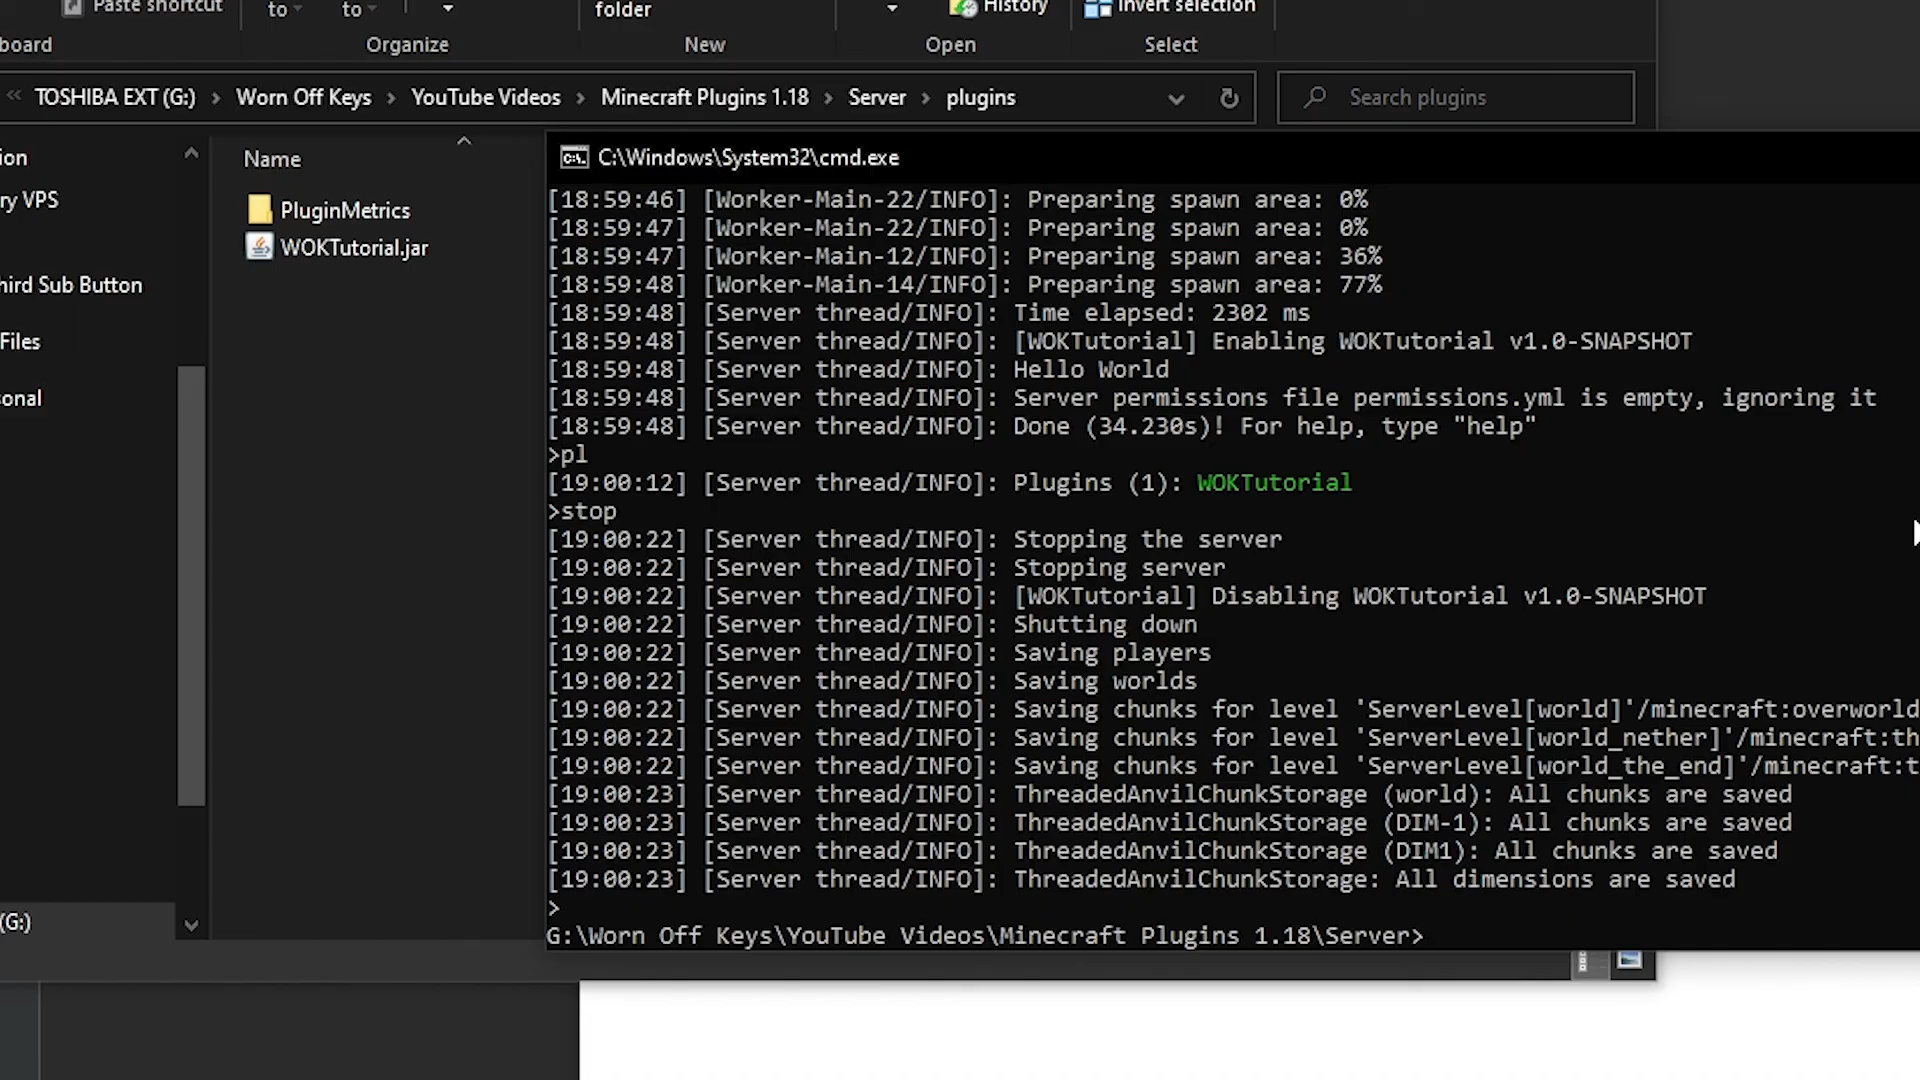 Paste shortcut
to
to
folder
History
Invert selection
board
Organize
New
Open
Select
« TOSHIBA EXT (G:) › Worn Off Keys › YouTube Videos › Minecraft Plugins 1.18 › Server › plugins
Search plugins
ion
ry VPS
hird Sub Button
Files
sonal
(G:)
Name
PluginMetrics
WOKTutorial.jar
C:\Windows\System32\cmd.exe
[18:59:46] [Worker-Main-22/INFO]: Preparing spawn area: 0%
[18:59:47] [Worker-Main-22/INFO]: Preparing spawn area: 0%
[18:59:47] [Worker-Main-12/INFO]: Preparing spawn area: 36%
[18:59:48] [Worker-Main-14/INFO]: Preparing spawn area: 77%
[18:59:48] [Server thread/INFO]: Time elapsed: 2302 ms
[18:59:48] [Server thread/INFO]: [WOKTutorial] Enabling WOKTutorial v1.0-SNAPSHOT
[18:59:48] [Server thread/INFO]: Hello World
[18:59:48] [Server thread/INFO]: Server permissions file permissions.yml is empty, ignoring it
[18:59:48] [Server thread/INFO]: Done (34.230s)! For help, type "help"
>pl
[19:00:12] [Server thread/INFO]: Plugins (1): WOKTutorial
>stop
[19:00:22] [Server thread/INFO]: Stopping the server
[19:00:22] [Server thread/INFO]: Stopping server
[19:00:22] [Server thread/INFO]: [WOKTutorial] Disabling WOKTutorial v1.0-SNAPSHOT
[19:00:22] [Server thread/INFO]: Shutting down
[19:00:22] [Server thread/INFO]: Saving players
[19:00:22] [Server thread/INFO]: Saving worlds
[19:00:22] [Server thread/INFO]: Saving chunks for level 'ServerLevel[world]'/minecraft:overworld
[19:00:22] [Server thread/INFO]: Saving chunks for level 'ServerLevel[world_nether]'/minecraft:th
[19:00:22] [Server thread/INFO]: Saving chunks for level 'ServerLevel[world_the_end]'/minecraft:t
[19:00:23] [Server thread/INFO]: ThreadedAnvilChunkStorage (world): All chunks are saved
[19:00:23] [Server thread/INFO]: ThreadedAnvilChunkStorage (DIM-1): All chunks are saved
[19:00:23] [Server thread/INFO]: ThreadedAnvilChunkStorage (DIM1): All chunks are saved
[19:00:23] [Server thread/INFO]: ThreadedAnvilChunkStorage: All dimensions are saved
>
G:\Worn Off Keys\YouTube Videos\Minecraft Plugins 1.18\Server>